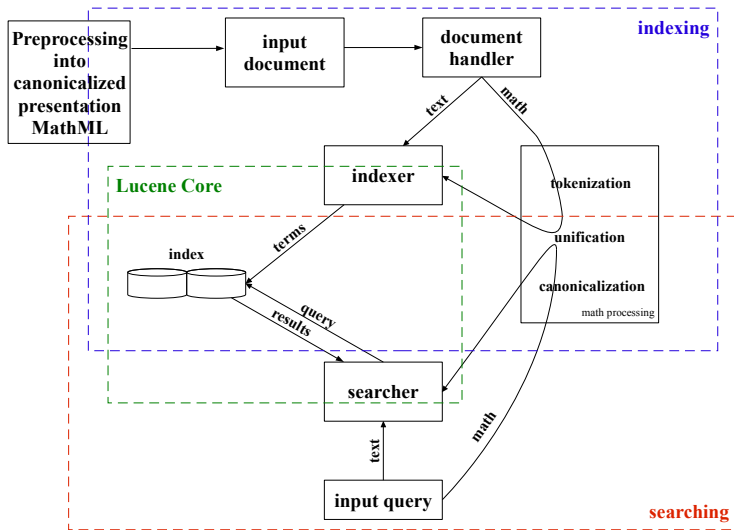 Preprocessing
into
canonicalized
presentation
MathML
input
document
document
handler
indexing
text
math
Lucene Core
indexer
tokenization
terms
unification
index
canonicalization
math processing
query
results
searcher
math
text
input query
searching